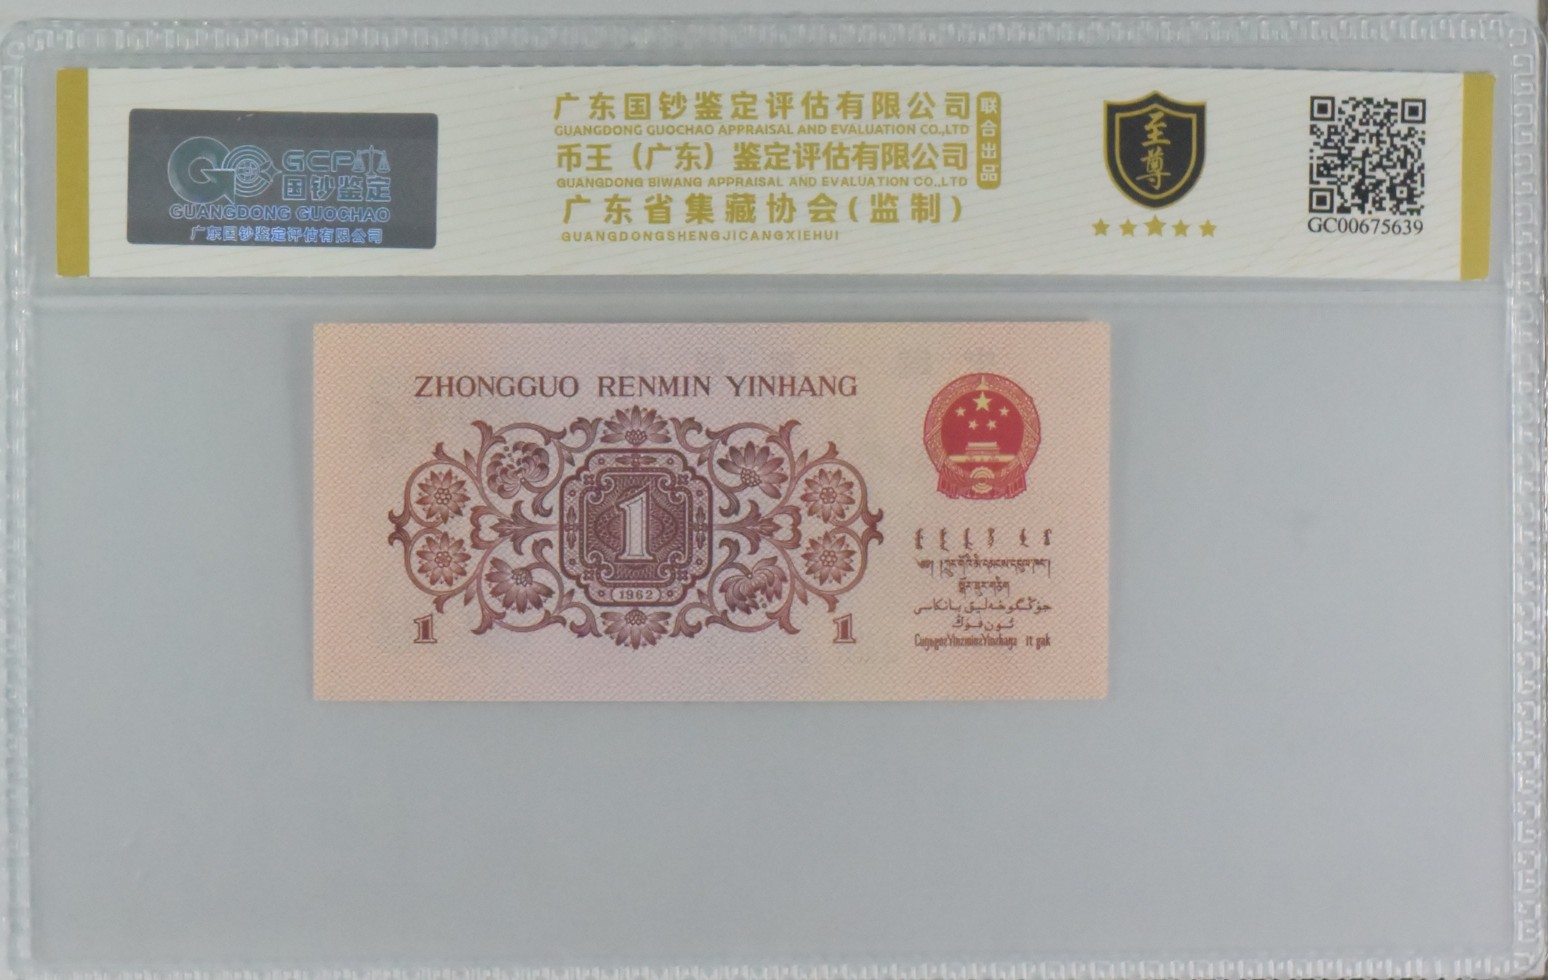 GCP
国钞鉴定
GUANGDONG GUOCHAO
广东国钞鉴定评估有限公司
广东国钞鉴定评估有限公司
GUANGDONG GUOCHAO APPRAISAL AND EVALUATION CO.,LTD
币王（广东）鉴定评估有限公司
GUANGDONG BIWANG APPRAISAL AND EVALUATION CO.,LTD
广东省集藏协会(监制)
GUANGDONGSHENGJICANGXIEHUI
联合出品
至尊
GC00675639
ZHONGGUO RENMIN YINHANG
1
1962
1
1
جۇڭگو خەلق بانكىسى